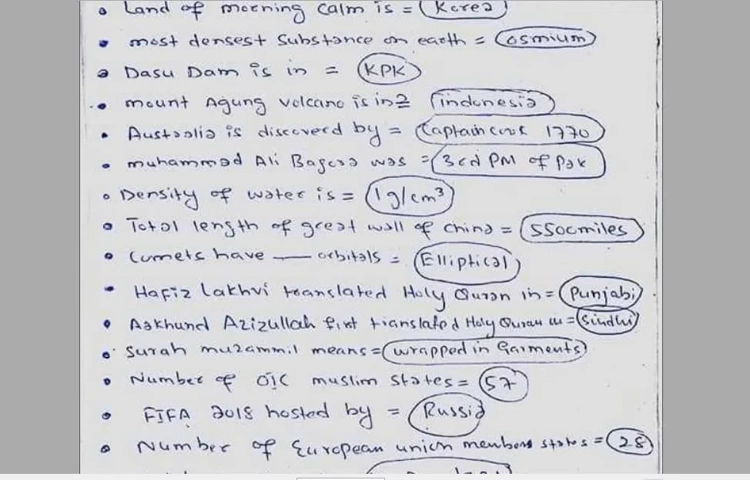 Land of morning calm is = Korea
most densest substance on earth = osmium
Dasu Dam is in = KPK
mount Agung volcano is in = indonesia
Australia is discoverd by = Captain cook 1770
muhammad Ali Bagura was = 3rd PM of Pak
Density of water is = 1g/cm³
Total length of great wall of china = 5500miles
Comets have — orbitals = Elliptical
Hafiz Lakhvi translated Holy Quran in = Punjabi
Aakhund Azizullah first translated Holy Quran in = Sindhi
Surah muzammil means = wrapped in Garments
Number of OIC muslim states = 57
FIFA 2018 hosted by = Russia
Number of European union members states = 28